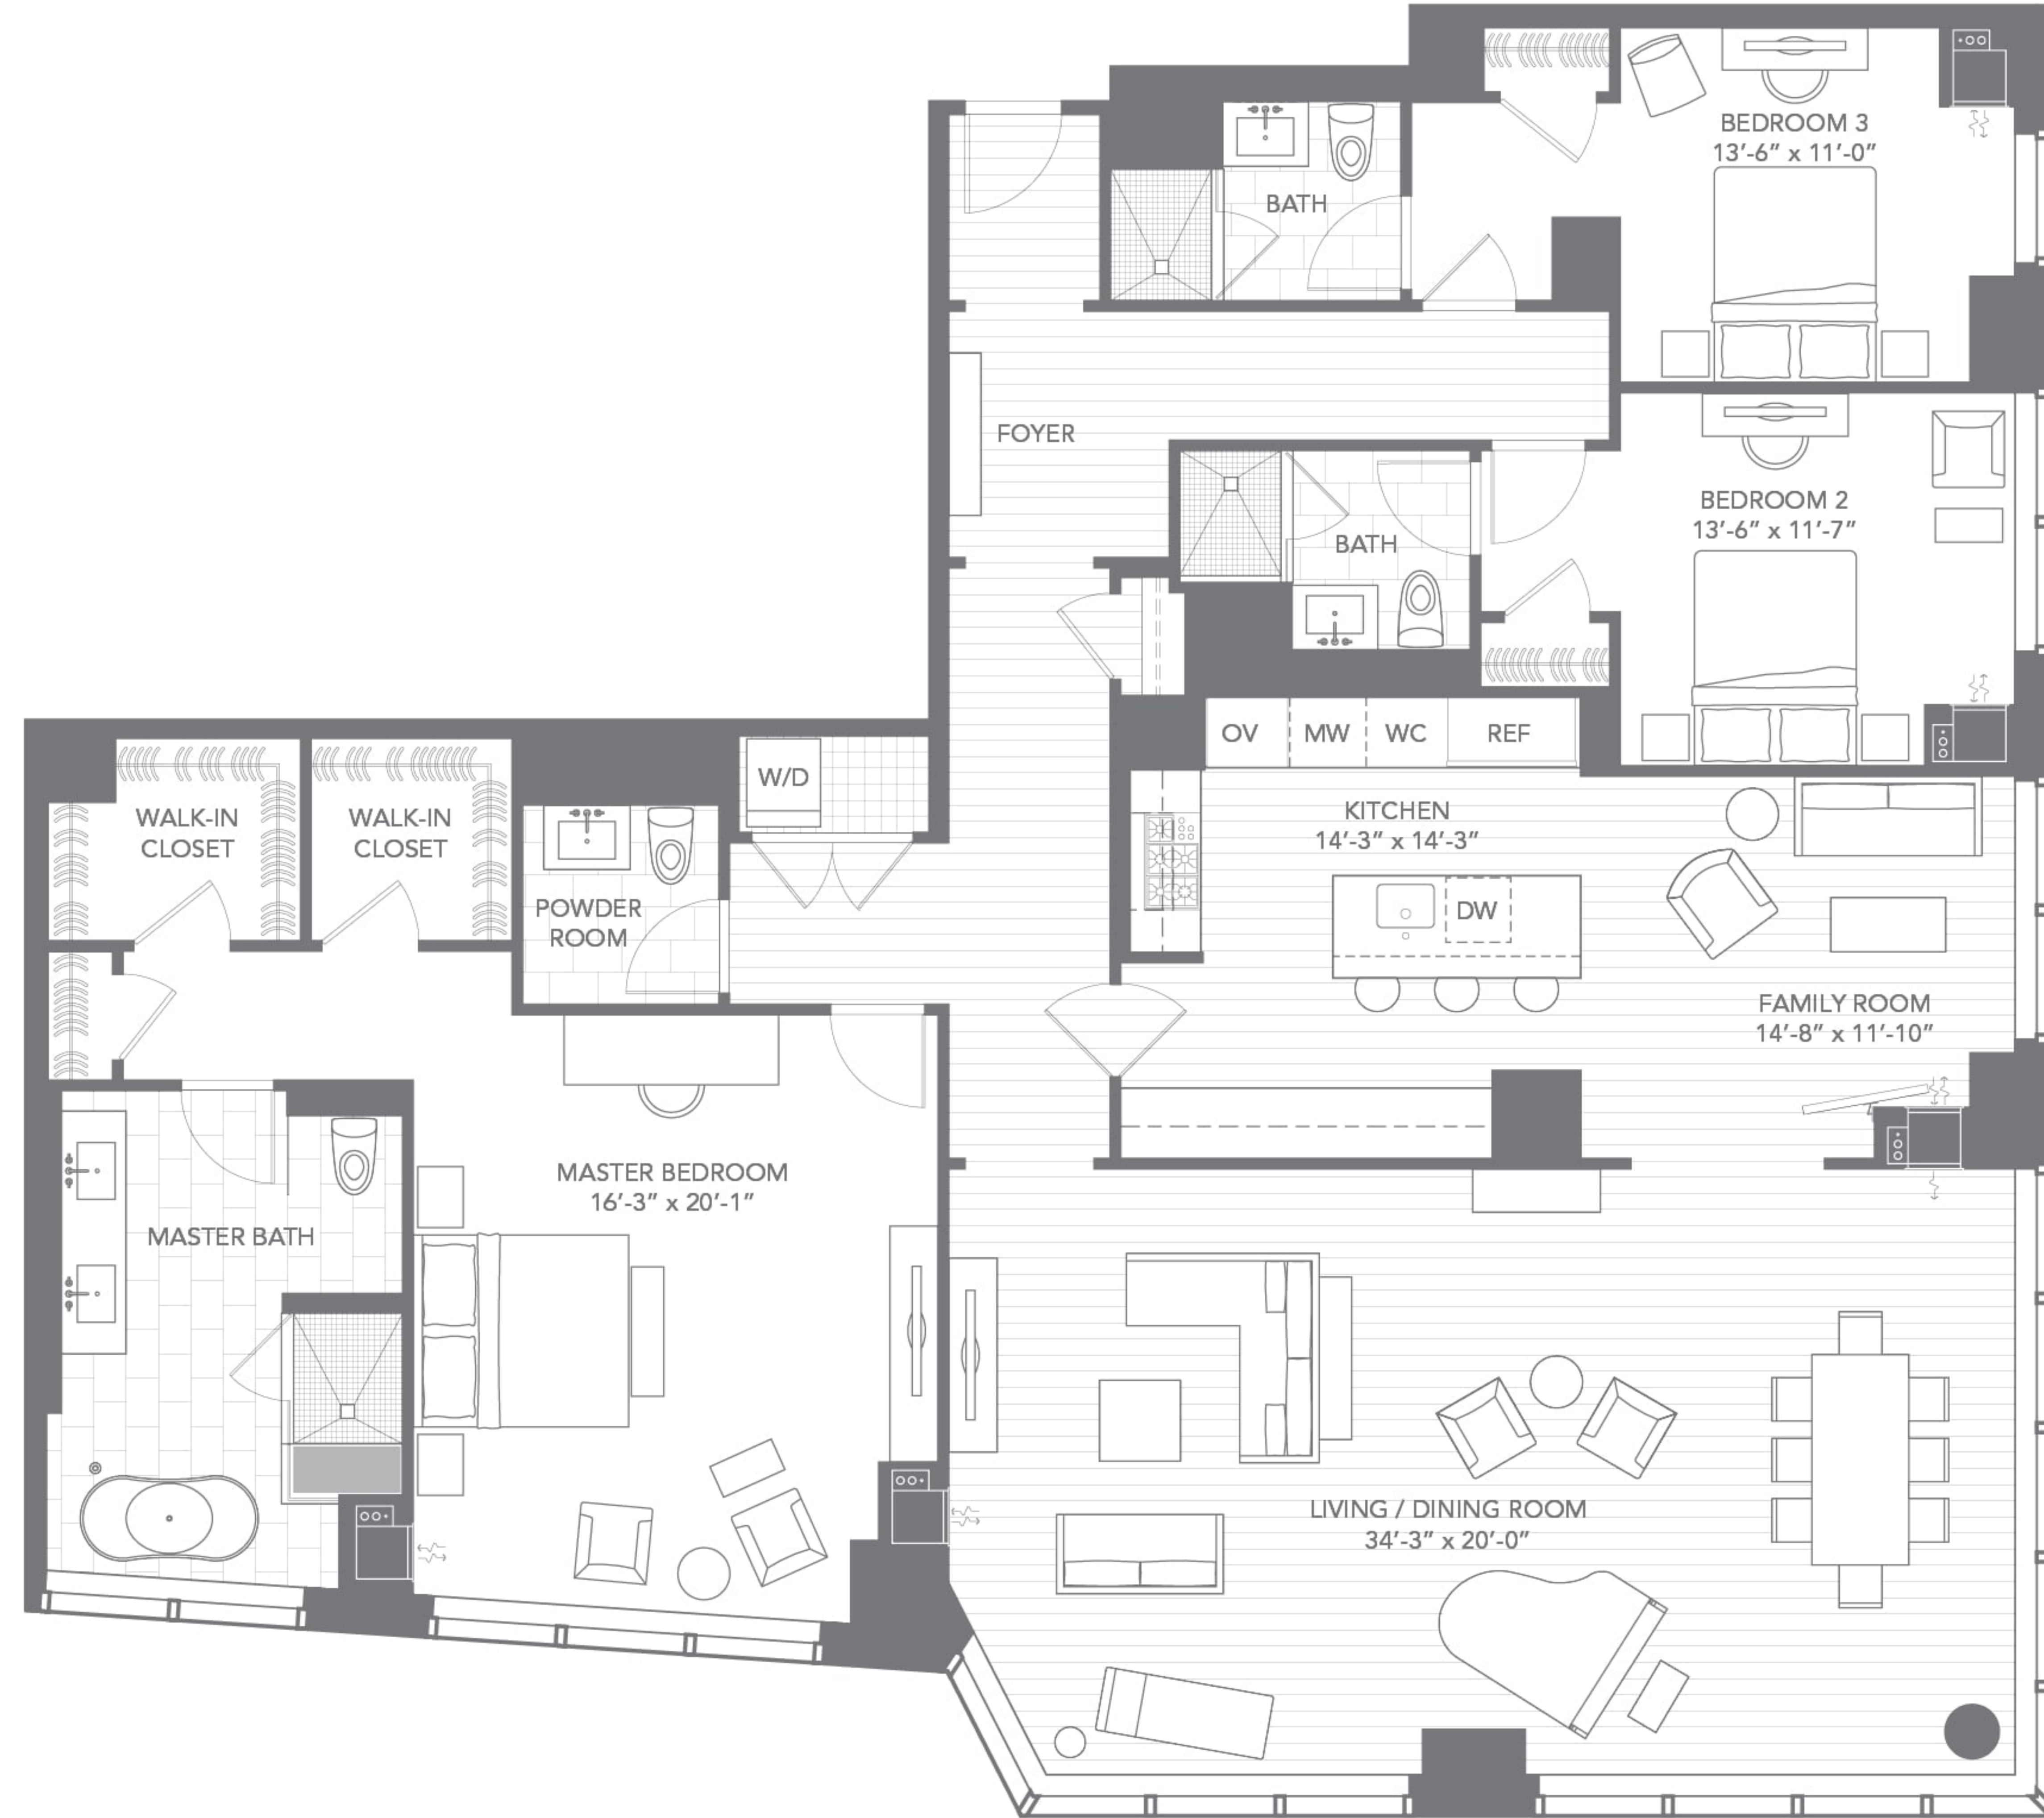 BEDROOM 3
13'-6" x 11'-0"
BATH
FOYER
BEDROOM 2
13'-6" x 11'-7"
BATH
OV
MW
WC
REF
W/D
WALK-IN
CLOSET
WALK-IN
CLOSET
KITCHEN
14'-3" x 14'-3"
POWDER
ROOM
DW
FAMILY ROOM
14'-8" x 11'-10"
MASTER BEDROOM
16'-3" x 20'-1"
MASTER BATH
LIVING / DINING ROOM
34'-3" x 20'-0"